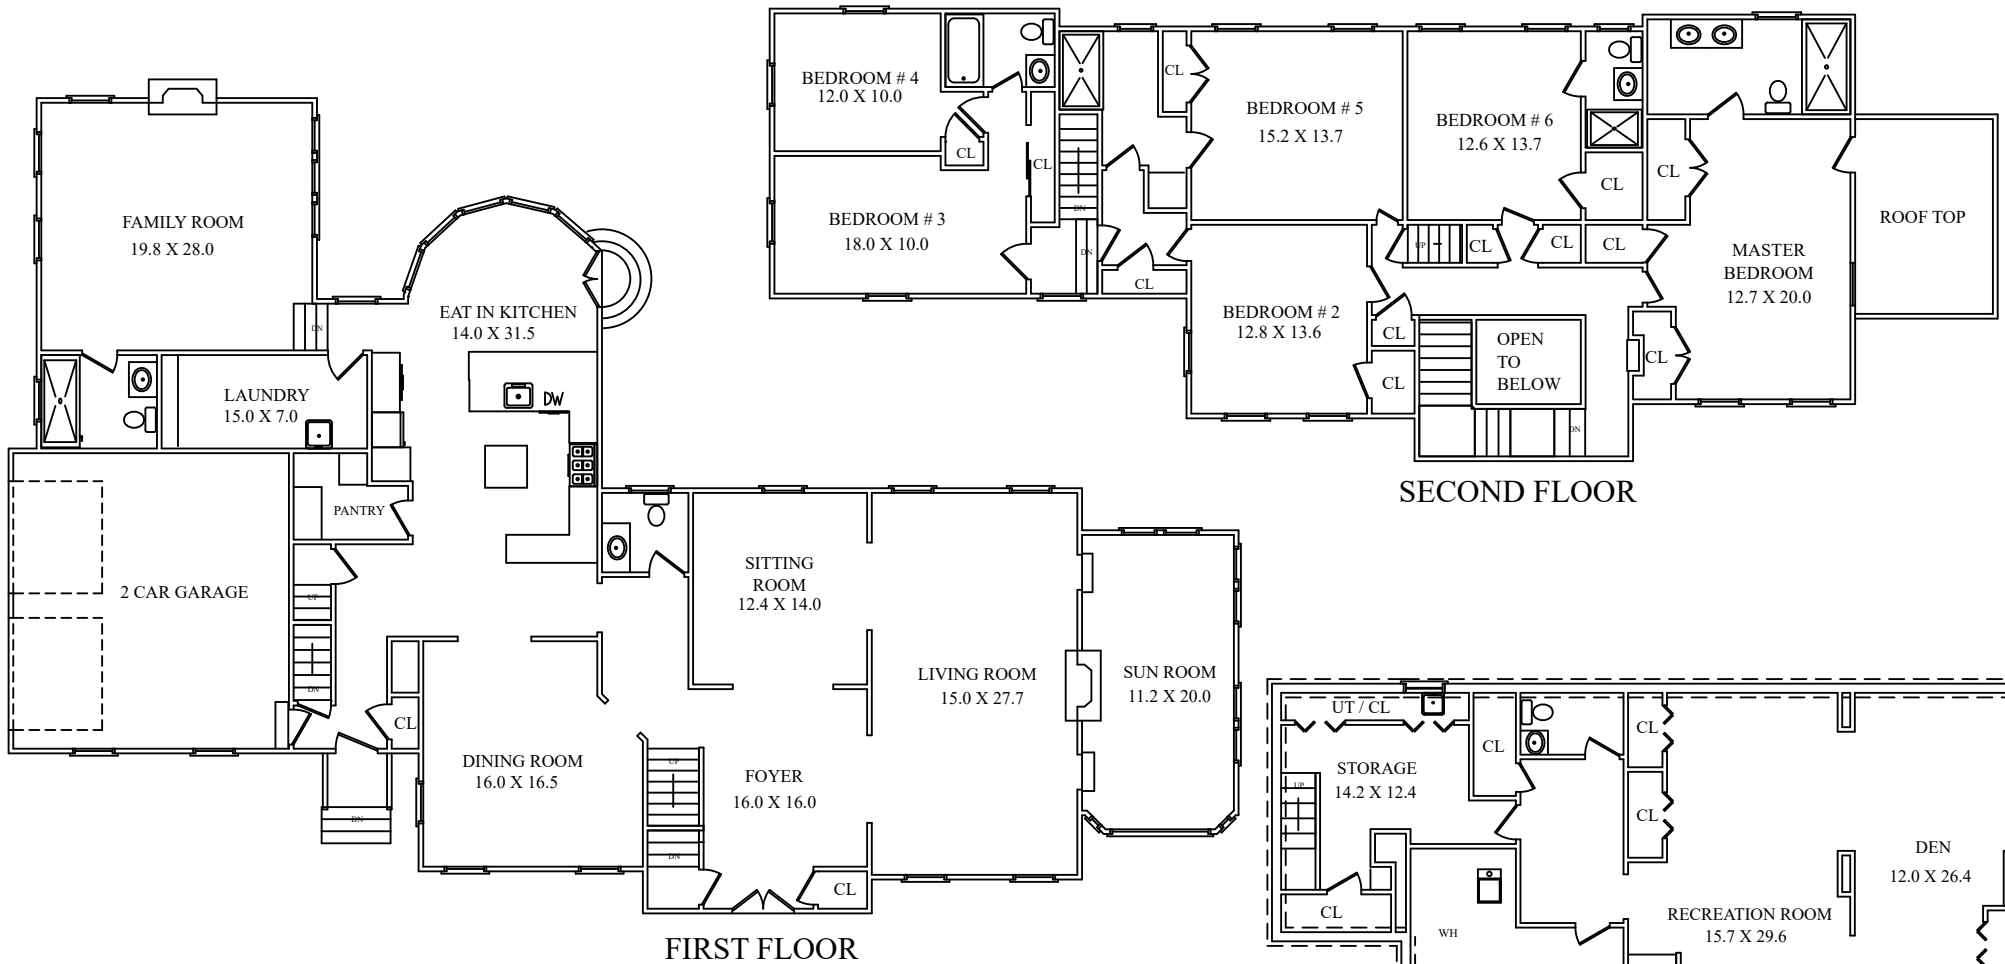 FAMILY ROOM
19.8 X 28.0
DN
EAT IN KITCHEN
14.0 X 31.5
DW
LAUNDRY
15.0 X 7.0
PANTRY
2 CAR GARAGE
UP
DN
CL
DN
DINING ROOM
16.0 X 16.5
SITTING
ROOM
12.4 X 14.0
LIVING ROOM
15.0 X 27.7
SUN ROOM
11.2 X 20.0
UP
DN
FOYER
16.0 X 16.0
CL
FIRST FLOOR
BEDROOM # 4
12.0 X 10.0
CL
CL
BEDROOM # 3
18.0 X 10.0
DN
DN
CL
CL
BEDROOM # 5
15.2 X 13.7
BEDROOM # 6
12.6 X 13.7
CL
CL
UP
CL
CL
CL
BEDROOM # 2
12.8 X 13.6
CL
CL
OPEN
TO
BELOW
DN
CL
MASTER
BEDROOM
12.7 X 20.0
ROOF TOP
SECOND FLOOR
UT / CL
STORAGE
14.2 X 12.4
UP
CL
CL
WH
CL
CL
RECREATION ROOM
15.7 X 29.6
DEN
12.0 X 26.4